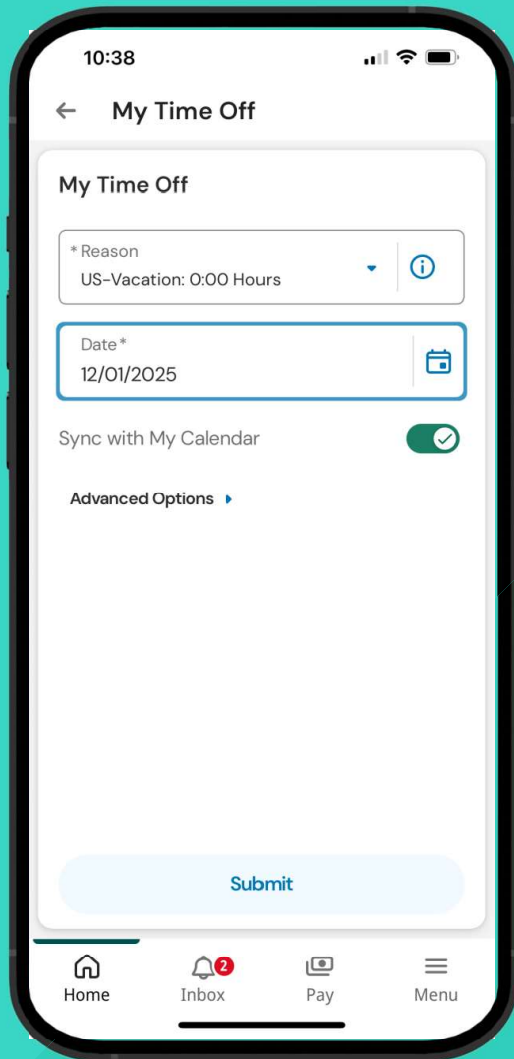 10:38
My Time Off
My Time Off
* Reason
US-Vacation: 0:00 Hours
Date*
12/01/2025
Sync with My Calendar
Advanced Options
Submit
2
Home Inbox Pay Menu